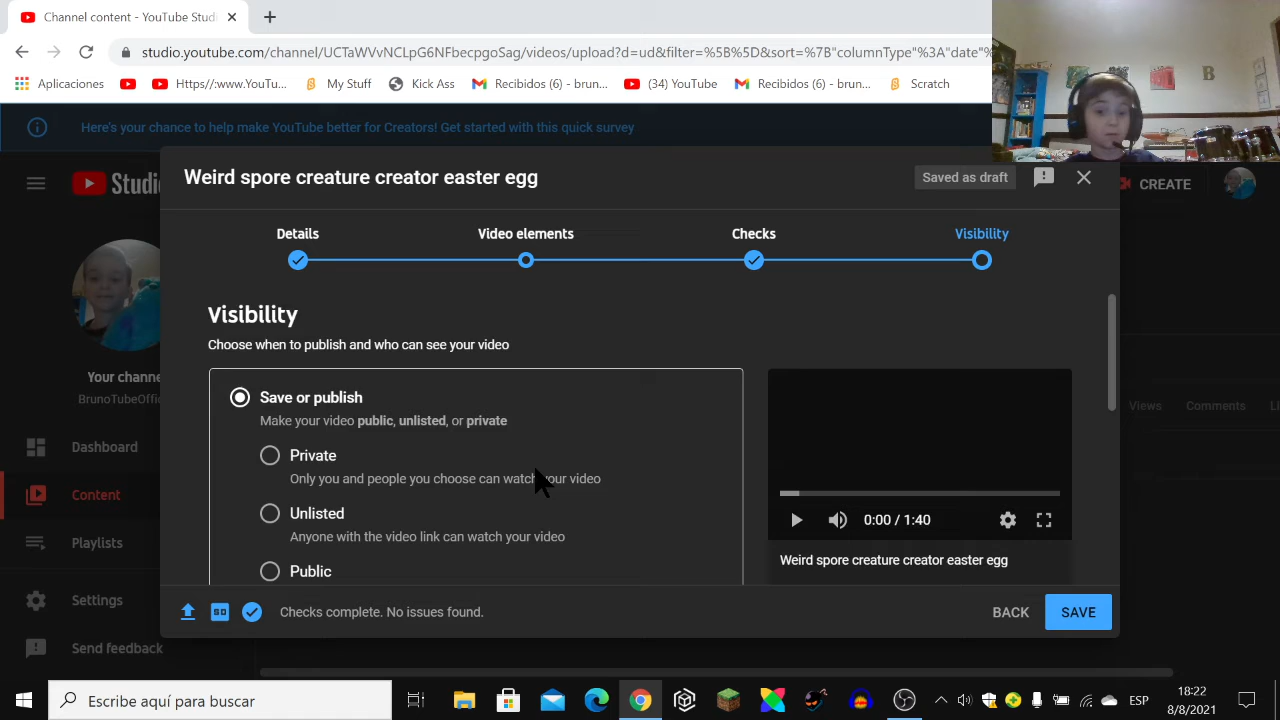 Channel content - YouTube Studi
studio.youtube.com/channel/UCTaWVvNCLpG6NFbecpgoSag/videos/upload?d=ud&filter=%5B%5D&sort=%7B"columnType"%3A"date"%
Aplicaciones Https//:www.YouTu... My Stuff Kick Ass Recibidos (6) - brun... (34) YouTube Recibidos (6) - brun... Scratch
Here's your chance to help make YouTube better for Creators! Get started with this quick survey
Studio
CREATE
Weird spore creature creator easter egg
Saved as draft
Details Video elements Checks Visibility
Visibility
Choose when to publish and who can see your video
Save or publish
Make your video public, unlisted, or private
Private
Only you and people you choose can watch your video
Unlisted
Anyone with the video link can watch your video
Public
0:00 / 1:40
Weird spore creature creator easter egg
Checks complete. No issues found.
BACK SAVE
Your channe
BrunoTubeOffi
Dashboard
Content
Playlists
Settings
Send feedback
Views Comments Li
Escribe aquí para buscar
ESP
18:22
8/8/2021